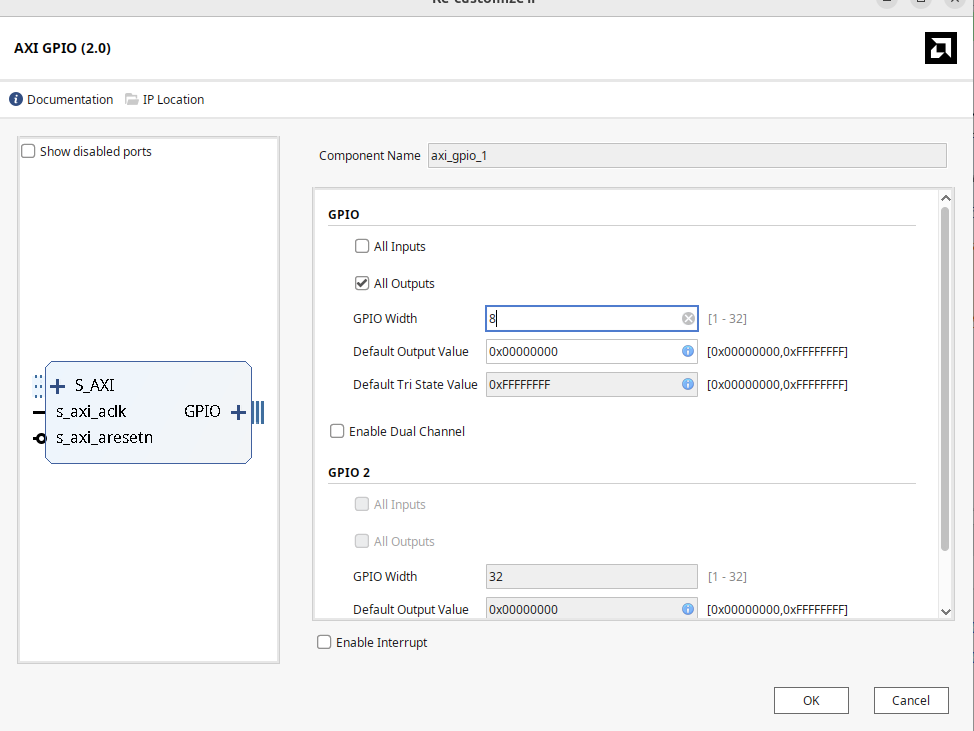 Re-customize IP
AXI GPIO (2.0)
Documentation IP Location
Show disabled ports
S_AXI
s_axi_aclk GPIO
s_axi_aresetn
Component Name axi_gpio_1
GPIO
All Inputs
All Outputs
GPIO Width 8 [1 - 32]
Default Output Value 0x00000000 [0x00000000,0xFFFFFFFF]
Default Tri State Value 0xFFFFFFFF [0x00000000,0xFFFFFFFF]
Enable Dual Channel
GPIO 2
All Inputs
All Outputs
GPIO Width 32 [1 - 32]
Default Output Value 0x00000000 [0x00000000,0xFFFFFFFF]
Enable Interrupt
OK Cancel